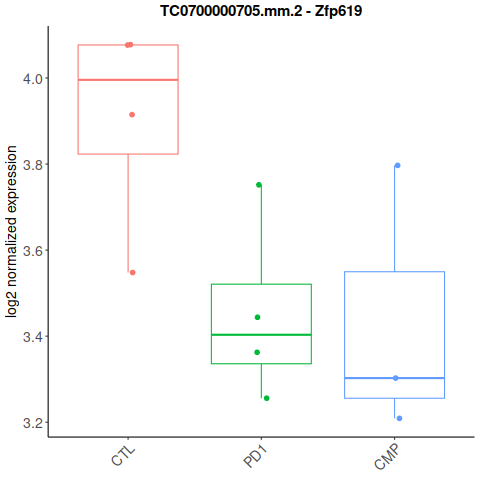 TC0700000705.mm.2 - Zfp619
log2 normalized expression
4.0
3.8
3.6
3.4
3.2
CTL
PD1
CMP